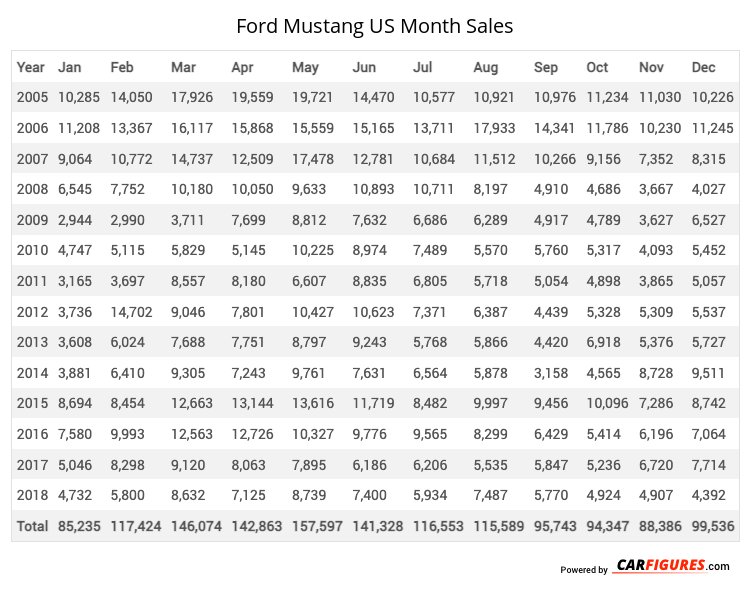 Ford Mustang US Month Sales
Year Jan Feb Mar Apr May Jun Jul Aug Sep Oct Nov Dec
2005 10,285 14,050 17,926 19,559 19,721 14,470 10,577 10,921 10,976 11,234 11,030 10,226
2006 11,208 13,367 16,117 15,868 15,559 15,165 13,711 17,933 14,341 11,786 10,230 11,245
2007 9,064 10,772 14,737 12,509 17,478 12,781 10,684 11,512 10,266 9,156 7,352 8,315
2008 6,545 7,752 10,180 10,050 9,633 10,893 10,711 8,197 4,910 4,686 3,667 4,027
2009 2,944 2,990 3,711 7,699 8,812 7,632 6,686 6,289 4,917 4,789 3,627 6,527
2010 4,747 5,115 5,829 5,145 10,225 8,974 7,489 5,570 5,760 5,317 4,093 5,452
2011 3,165 3,697 8,557 8,180 6,607 8,835 6,805 5,718 5,054 4,898 3,865 5,057
2012 3,736 14,702 9,046 7,801 10,427 10,623 7,371 6,387 4,439 5,328 5,309 5,537
2013 3,608 6,024 7,688 7,751 8,797 9,243 5,768 5,866 4,420 6,918 5,376 5,727
2014 3,881 6,410 9,305 7,243 9,761 7,631 6,564 5,878 3,158 4,565 8,728 9,511
2015 8,694 8,454 12,663 13,144 13,616 11,719 8,482 9,997 9,456 10,096 7,286 8,742
2016 7,580 9,993 12,563 12,726 10,327 9,776 9,565 8,299 6,429 5,414 6,196 7,064
2017 5,046 8,298 9,120 8,063 7,895 6,186 6,206 5,535 5,847 5,236 6,720 7,714
2018 4,732 5,800 8,632 7,125 8,739 7,400 5,934 7,487 5,770 4,924 4,907 4,392
Total 85,235 117,424 146,074 142,863 157,597 141,328 116,553 115,589 95,743 94,347 88,386 99,536
Powered by CARFIGURES.com